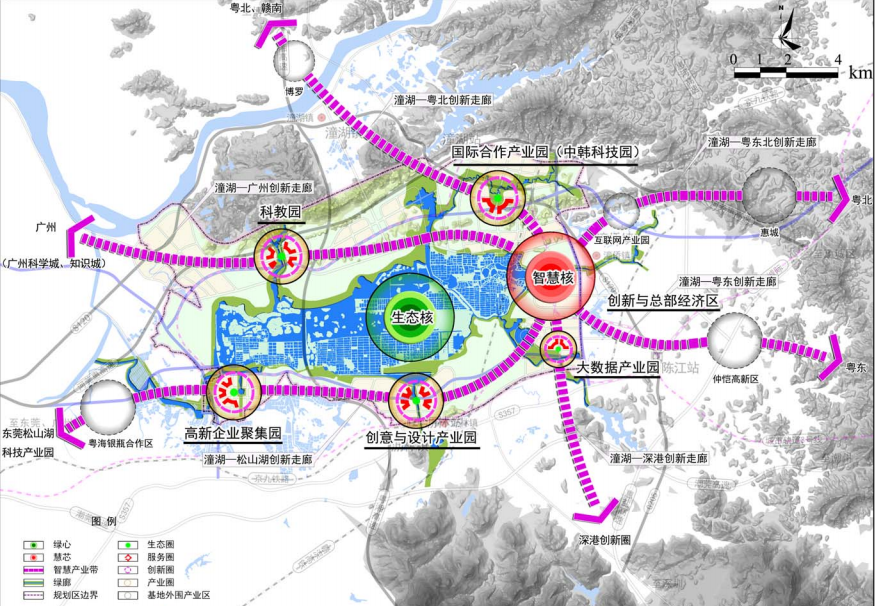 粤北、赣南
N
0 1 2 4
km
博罗
潼湖—粤北创新走廊
国际合作产业园（中韩科技园）
潼湖—粤东北创新走廊
潼湖—广州创新走廊
科教园
粤北
惠城
互联网产业园
广州
（广州科学城、知识城）
智慧核
潼湖—粤东创新走廊
创新与总部经济区
生态核
大数据产业园
陈江站
粤东
仲恺高新区
粤海银瓶合作区
东莞松山湖
科技产业园
高新企业聚集园
创意与设计产业园
S357
潼湖—松山湖创新走廊
潼湖—深港创新走廊
深港创新圈
图 例
绿心
生态圈
慧芯
服务圈
智慧产业带
创新圈
绿廊
产业圈
规划区边界
基地外围产业区